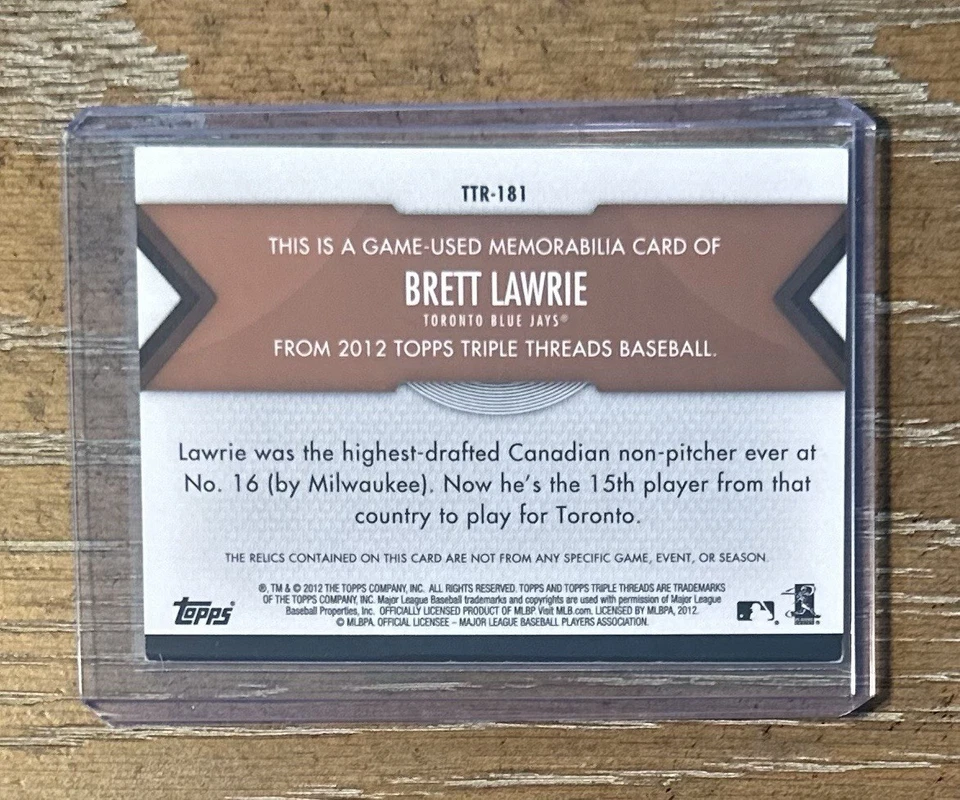 TTR-181
THIS IS A GAME-USED MEMORABILIA CARD OF
BRETT LAWRIE
TORONTO BLUE JAYS®
FROM 2012 TOPPS TRIPLE THREADS BASEBALL.
Lawrie was the highest-drafted Canadian non-pitcher ever at
No. 16 (by Milwaukee). Now he's the 15th player from that
country to play for Toronto.
THE RELICS CONTAINED ON THIS CARD ARE NOT FROM ANY SPECIFIC GAME, EVENT, OR SEASON.
®, TM & © 2012 THE TOPPS COMPANY, INC. ALL RIGHTS RESERVED. TOPPS AND TOPPS TRIPLE THREADS ARE TRADEMARKS
OF THE TOPPS COMPANY, INC. Major League Baseball trademarks and copyrights are used with permission of Major League
Baseball Properties, Inc. OFFICIALLY LICENSED PRODUCT OF MLBP Visit MLB.com. LICENSED BY MLBPA, 2012.
© MLBPA. OFFICIAL LICENSEE – MAJOR LEAGUE BASEBALL PLAYERS ASSOCIATION.
TOPPS®